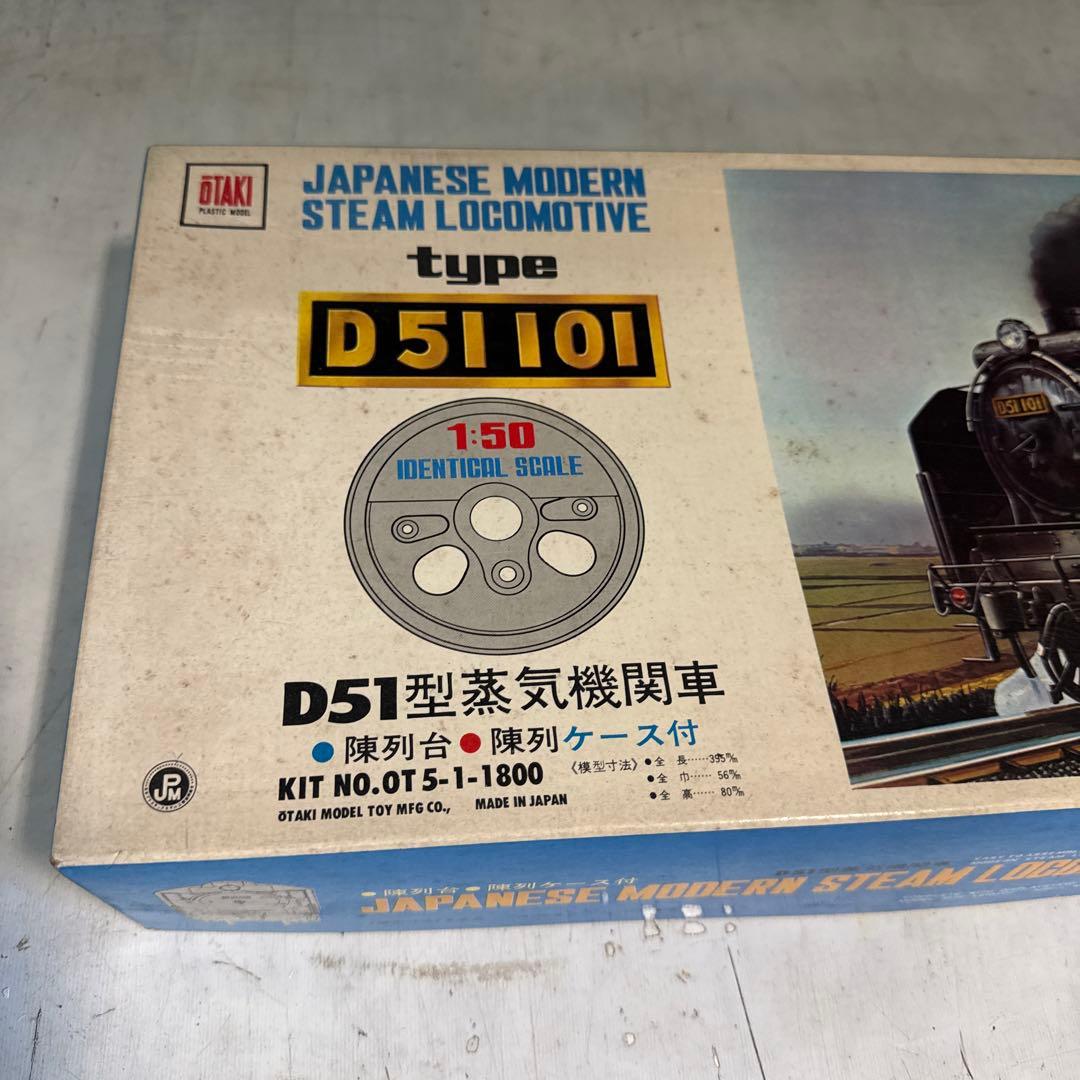 ŌTAKI
PLASTIC MODEL
JAPANESE MODERN
STEAM LOCOMOTIVE
type
D51101
1:50
IDENTICAL SCALE
D51 101
D51型蒸気機関車
●陳列台●陳列ケース付
KIT NO.OT 5-1-1800
ŌTAKI MODEL TOY MFG CO., MADE IN JAPAN
《模型寸法》●全 長……395㎜
●全 巾……56㎜
●全 高……80㎜
JPM
●陳列台●陳列ケース付
JAPANESE MODERN STEAM LOCO